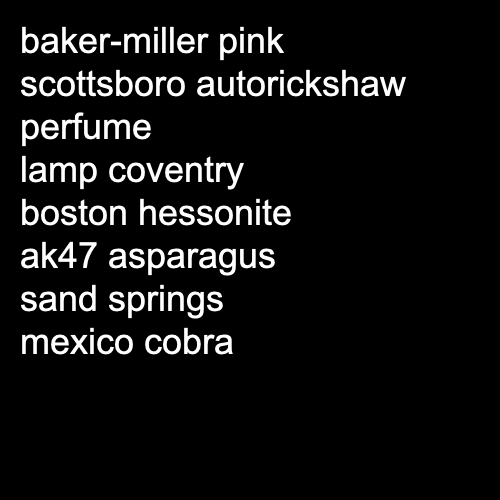 baker-miller pink
scottsboro autorickshaw
perfume
lamp coventry
boston hessonite
ak47 asparagus
sand springs
mexico cobra